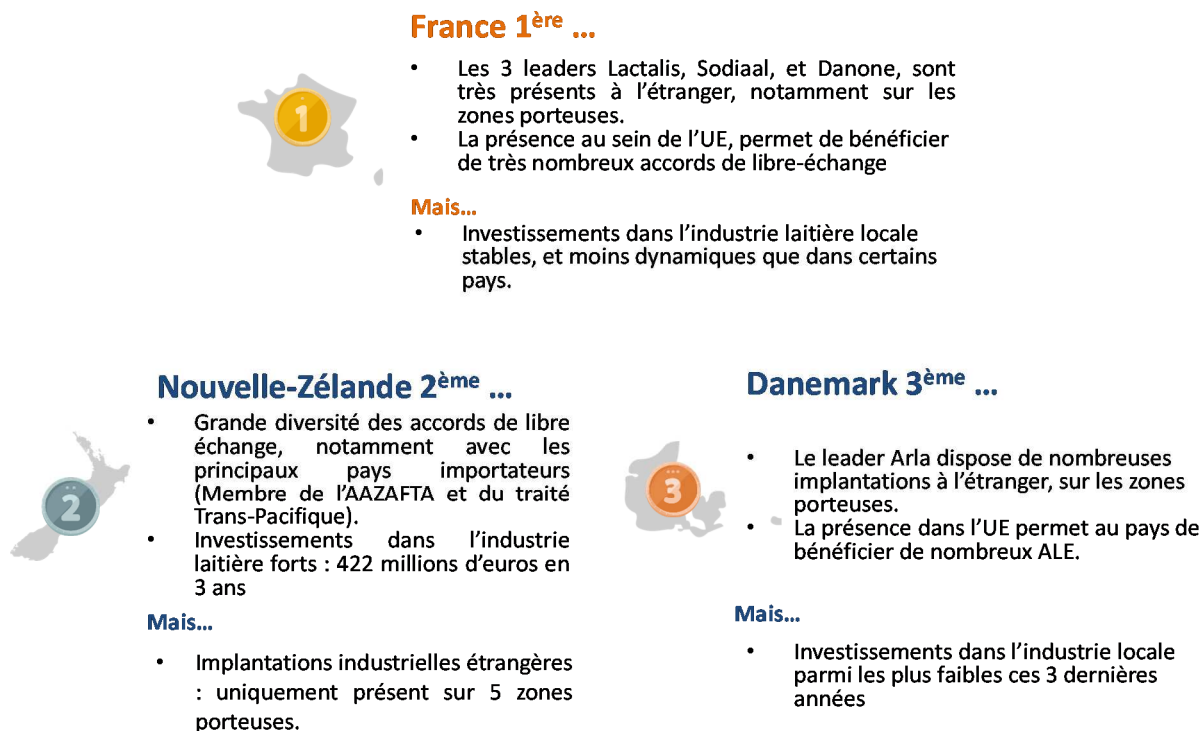 France 1ère ...
• Les 3 leaders Lactalis, Sodiaal, et Danone, sont
très présents à l'étranger, notamment sur les
zones porteuses.
• La présence au sein de l'UE, permet de bénéficier
de très nombreux accords de libre-échange
1
Mais...
• Investissements dans l'industrie laitière locale
stables, et moins dynamiques que dans certains
pays.
Nouvelle-Zélande 2ème ...
• Grande diversité des accords de libre
échange, notamment avec les
principaux pays importateurs
(Membre de l'AAZAFTA et du traité
Trans-Pacifique).
• Investissements dans l'industrie
laitière forts : 422 millions d'euros en
3 ans
2
Mais...
• Implantations industrielles étrangères
: uniquement présent sur 5 zones
porteuses.
Danemark 3ème ...
• Le leader Arla dispose de nombreuses
implantations à l'étranger, sur les zones
porteuses.
• La présence dans l'UE permet au pays de
bénéficier de nombreux ALE.
3
Mais...
• Investissements dans l'industrie locale
parmi les plus faibles ces 3 dernières
années